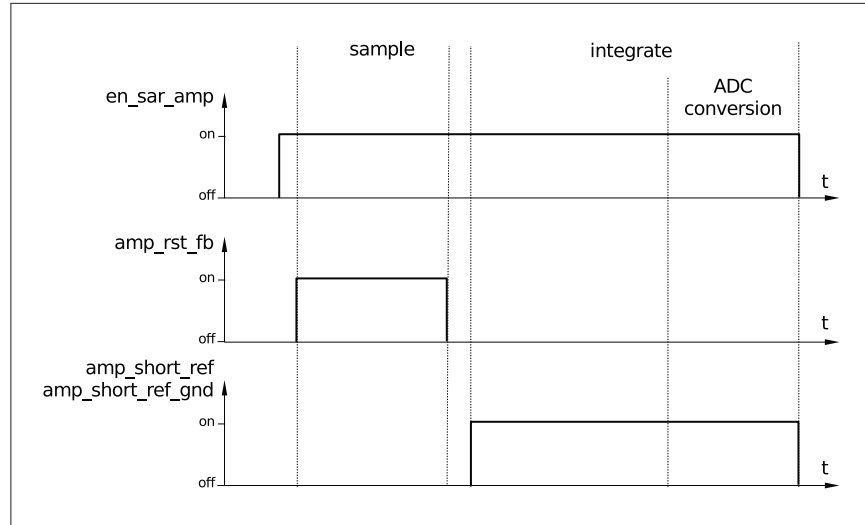 sample
integrate
ADC
conversion
en_sar_amp
on
off
t
amp_rst_fb
on
off
t
amp_short_ref
amp_short_ref_gnd
on
off
t